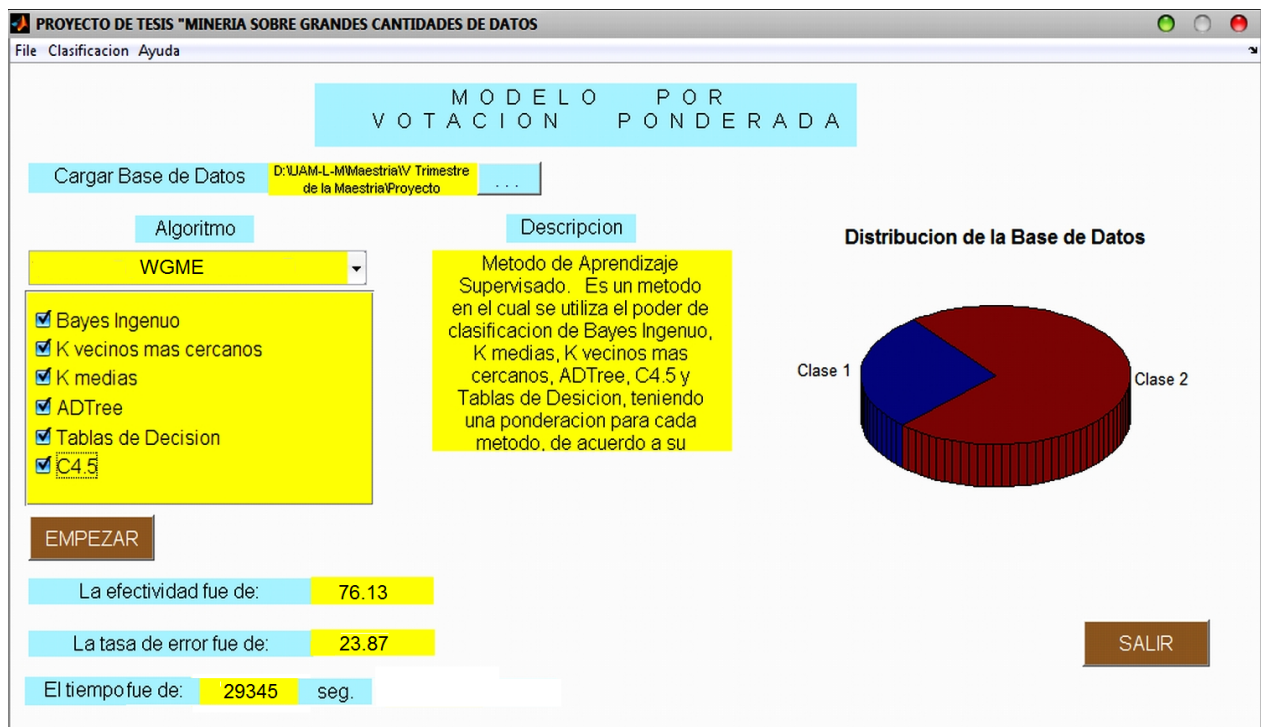 PROYECTO DE TESIS "MINERIA SOBRE GRANDES CANTIDADES DE DATOS
File Clasificacion Ayuda
MODELO POR
VOTACION PONDERADA
Cargar Base de Datos
D:\UAM-L-M\Maestria\V Trimestre
de la Maestria\Proyecto
...
Algoritmo
WGME
Bayes Ingenuo
K vecinos mas cercanos
K medias
ADTree
Tablas de Decision
C4.5
Descripcion
Metodo de Aprendizaje
Supervisado. Es un metodo
en el cual se utiliza el poder de
clasificacion de Bayes Ingenuo,
K medias, K vecinos mas
cercanos, ADTree, C4.5 y
Tablas de Desicion, teniendo
una ponderacion para cada
metodo, de acuerdo a su
Distribucion de la Base de Datos
Clase 1
Clase 2
EMPEZAR
La efectividad fue de: 76.13
La tasa de error fue de: 23.87
El tiempo fue de: 29345 seg.
SALIR